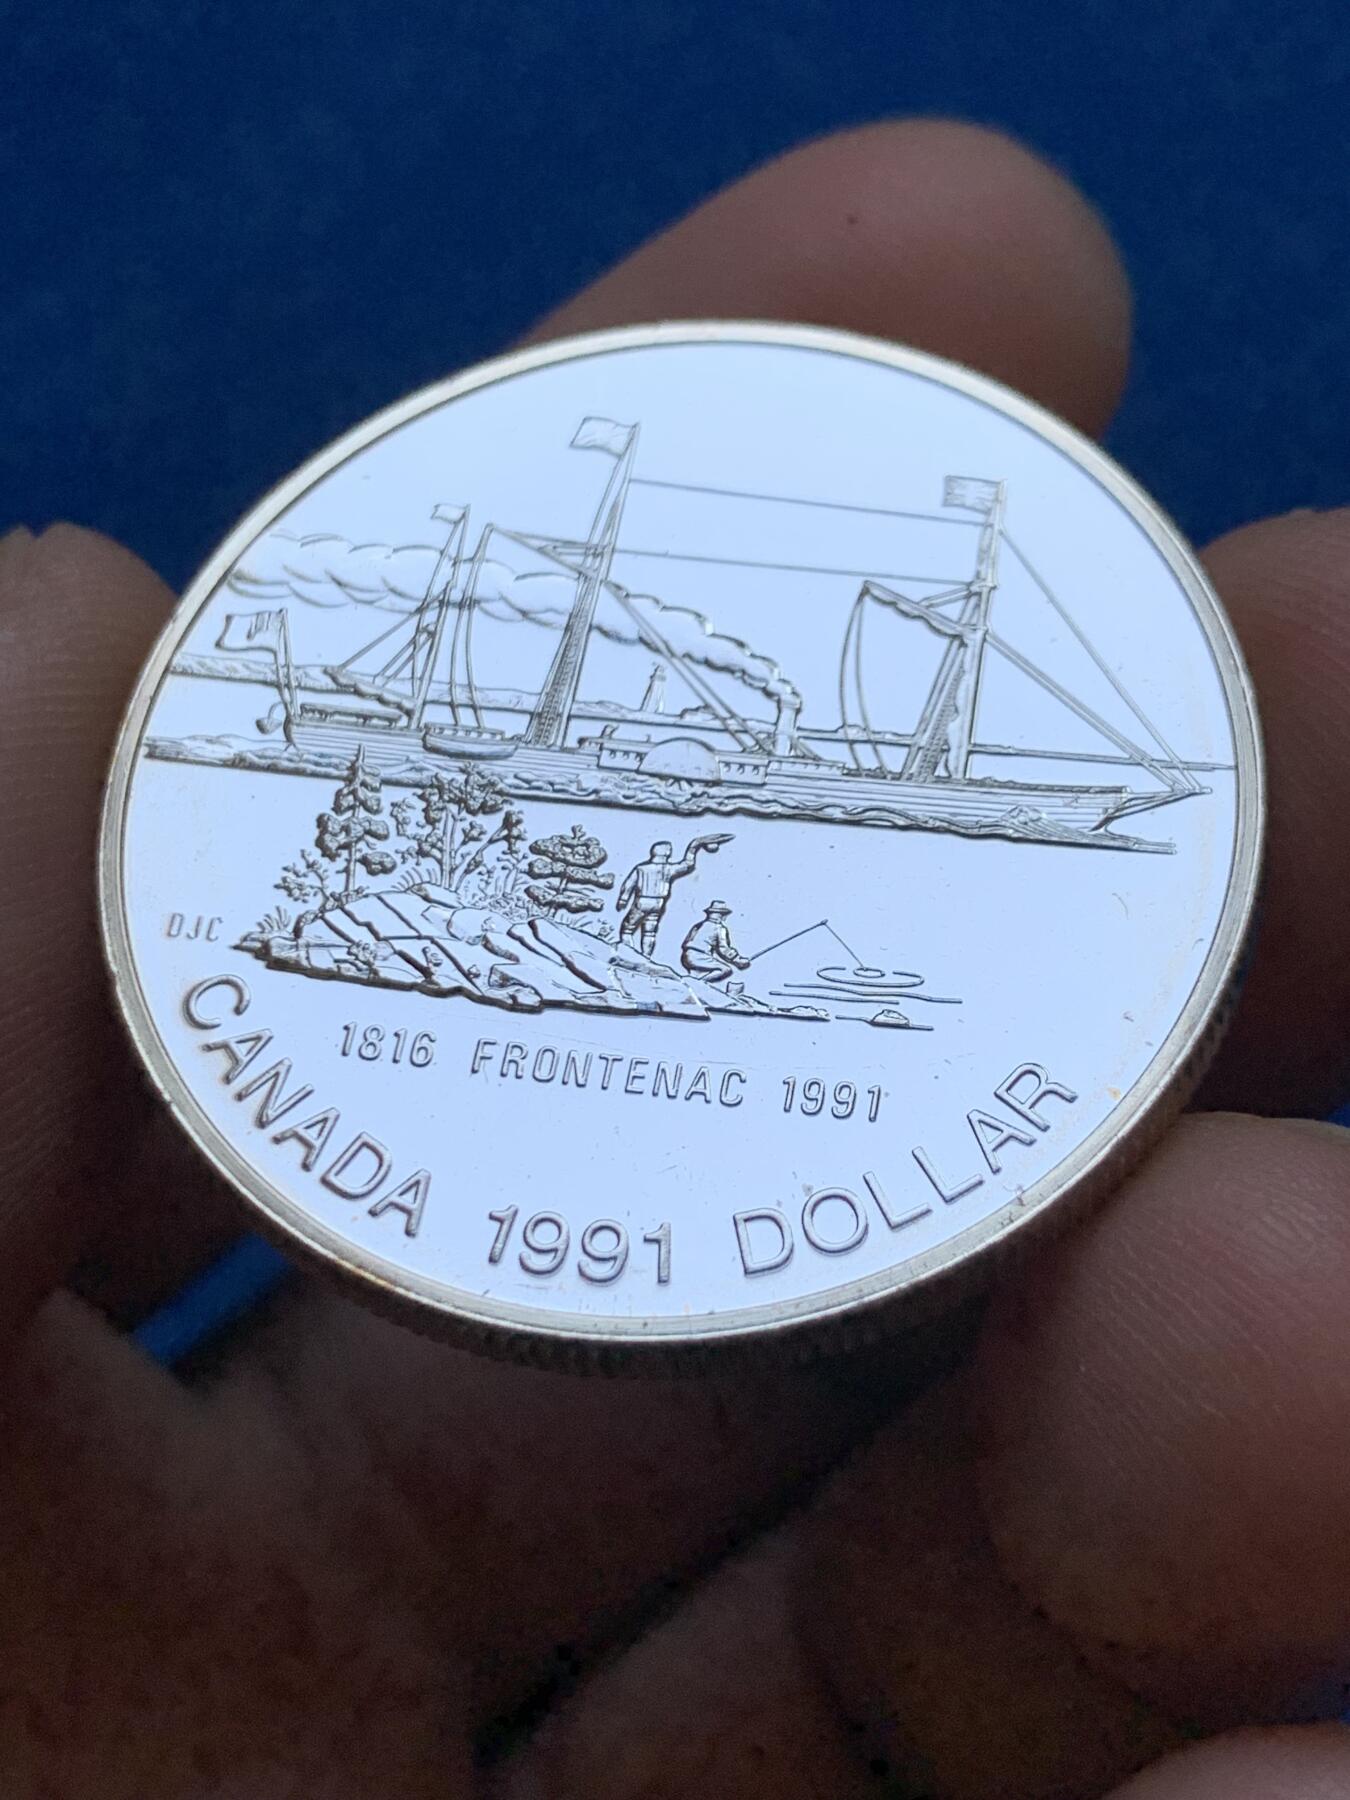 DJC
1816 FRONTENAC 1991
CANADA 1991 DOLLAR